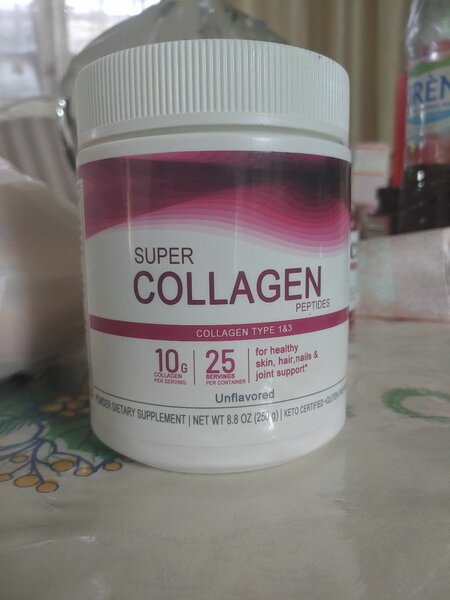 SUPER
COLLAGEN
PEPTIDES
COLLAGEN TYPE 1&3
10G
COLLAGEN
PER SERVING
25
SERVINGS
PER CONTAINER
for healthy
skin, hair,nails &
joint support*
Unflavored
POWDER DIETARY SUPPLEMENT | NET WT 8.8 OZ (250 g) | KETO CERTIFIED